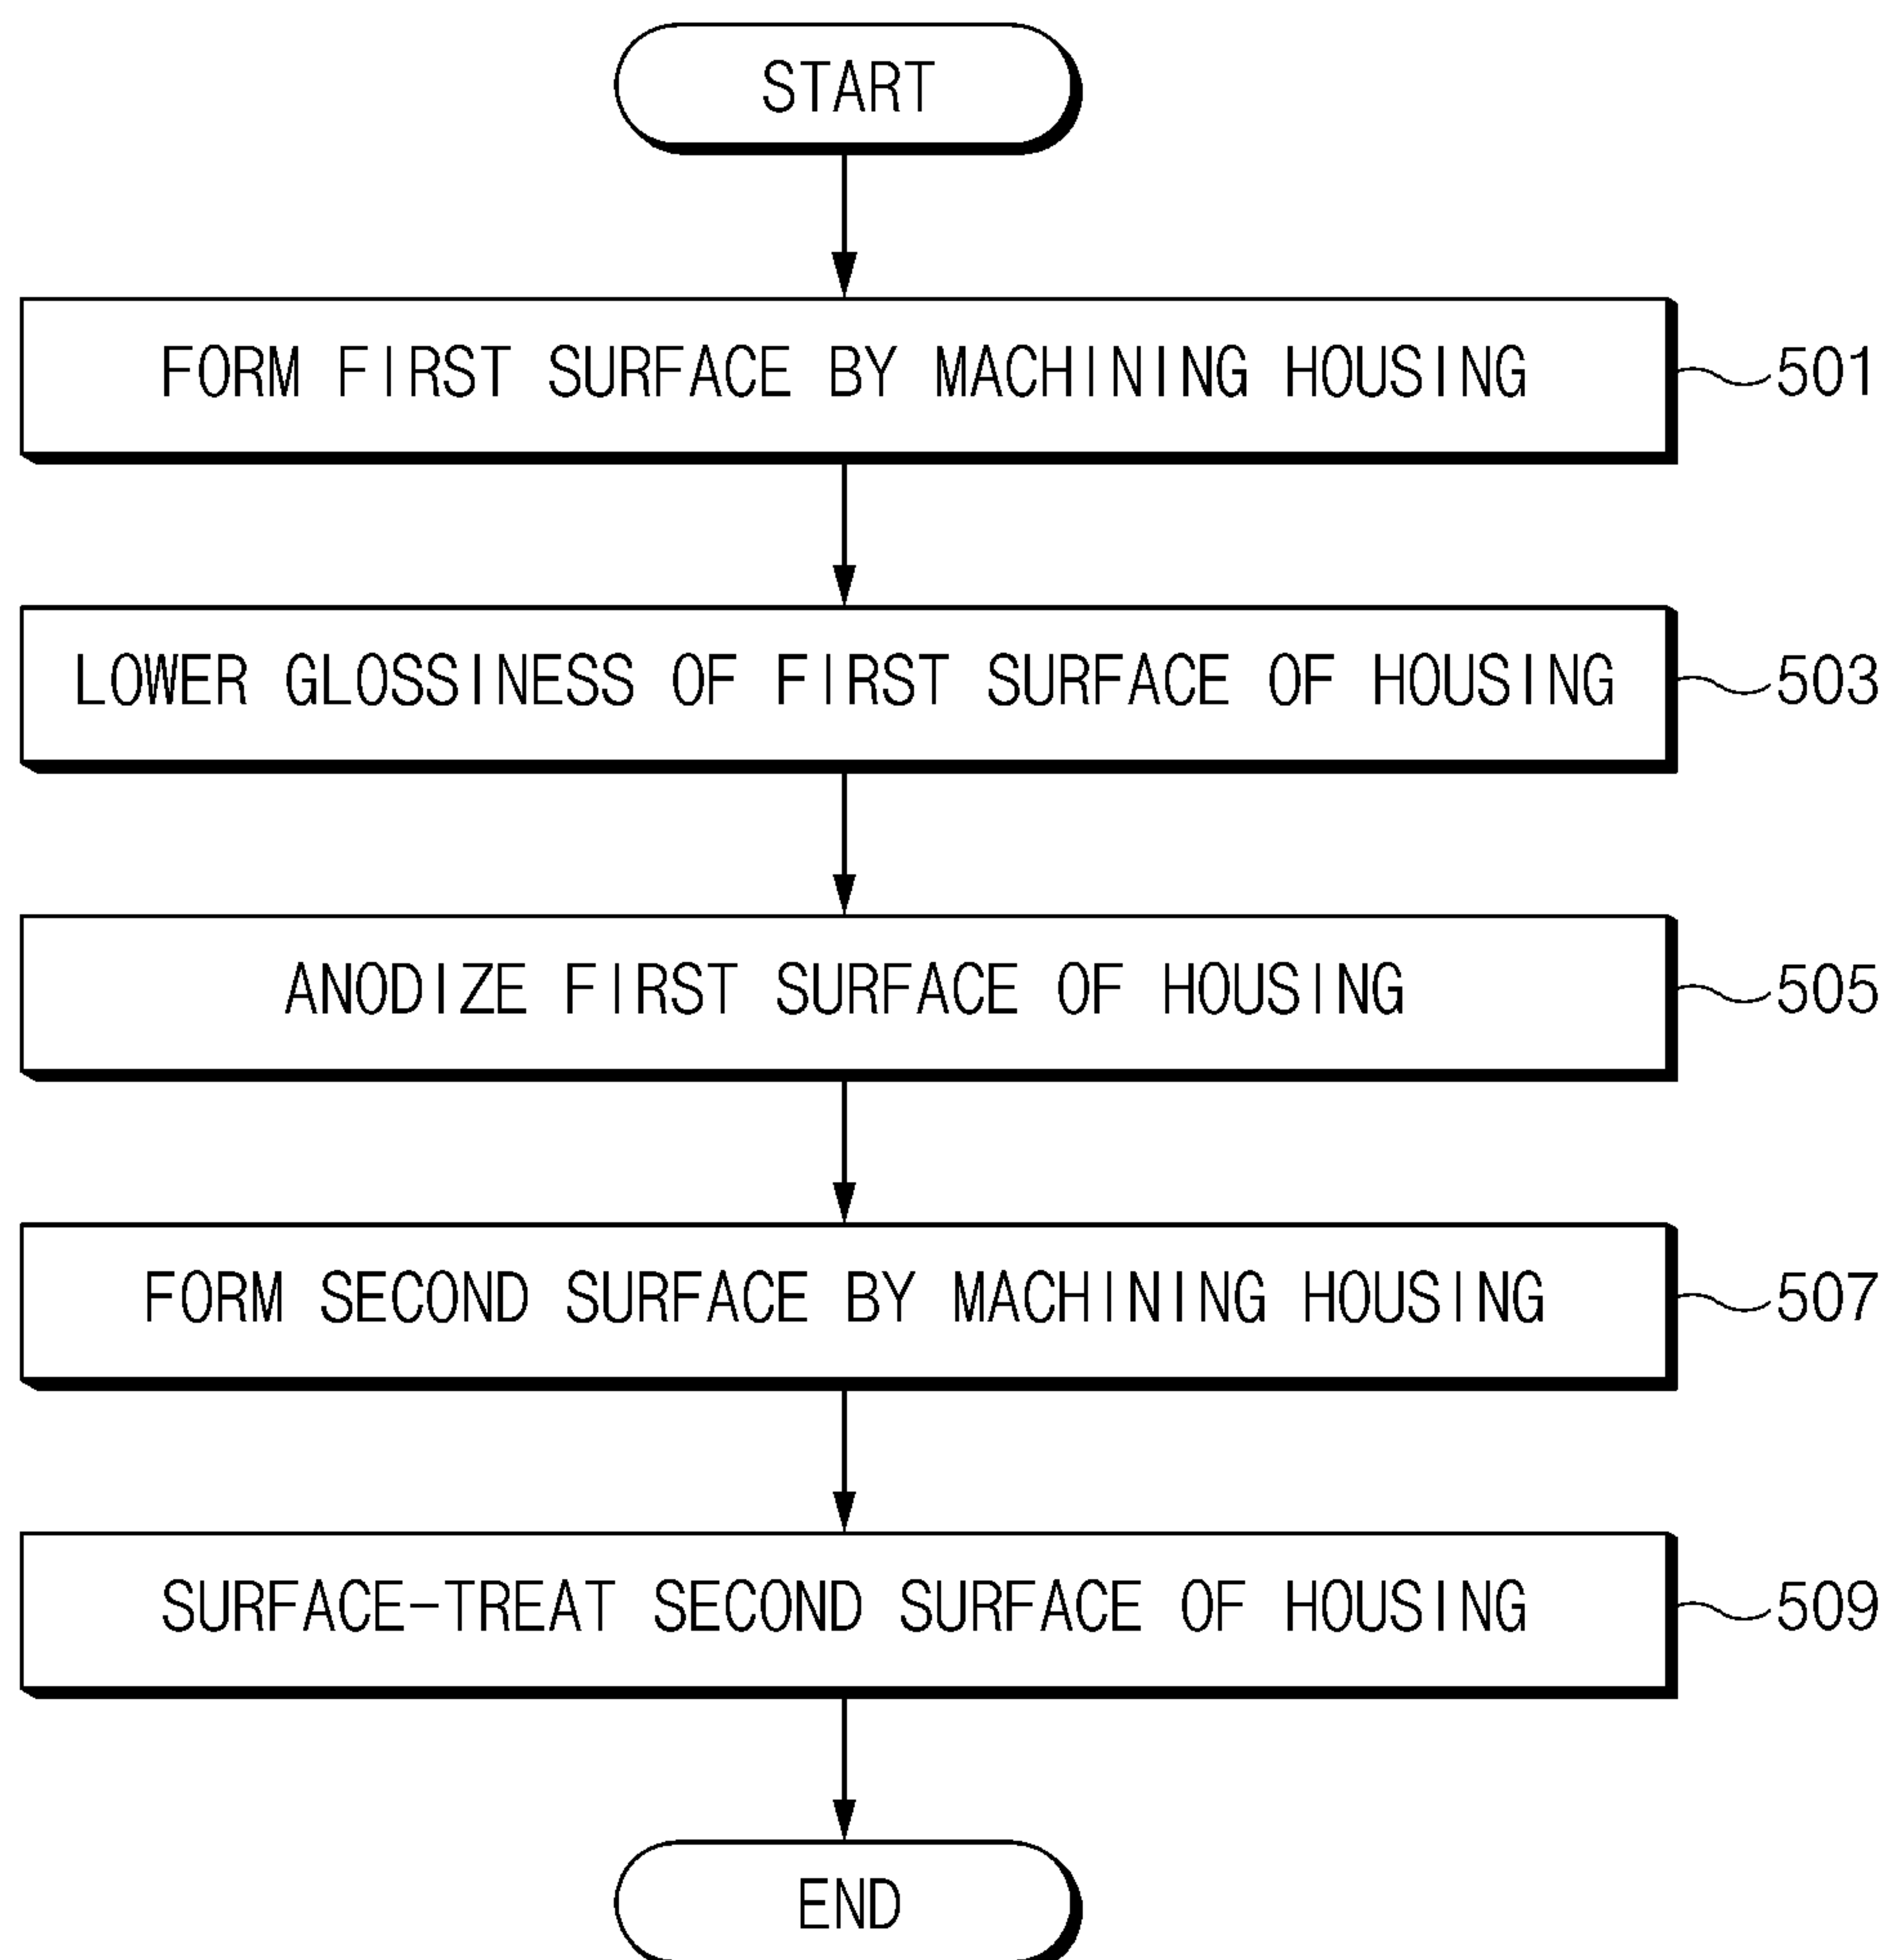 START
FORM FIRST SURFACE BY MACHINING HOUSING
501
LOWER GLOSSINESS OF FIRST SURFACE OF HOUSING
503
ANODIZE FIRST SURFACE OF HOUSING
505
FORM SECOND SURFACE BY MACHINING HOUSING
507
SURFACE-TREAT SECOND SURFACE OF HOUSING
509
END